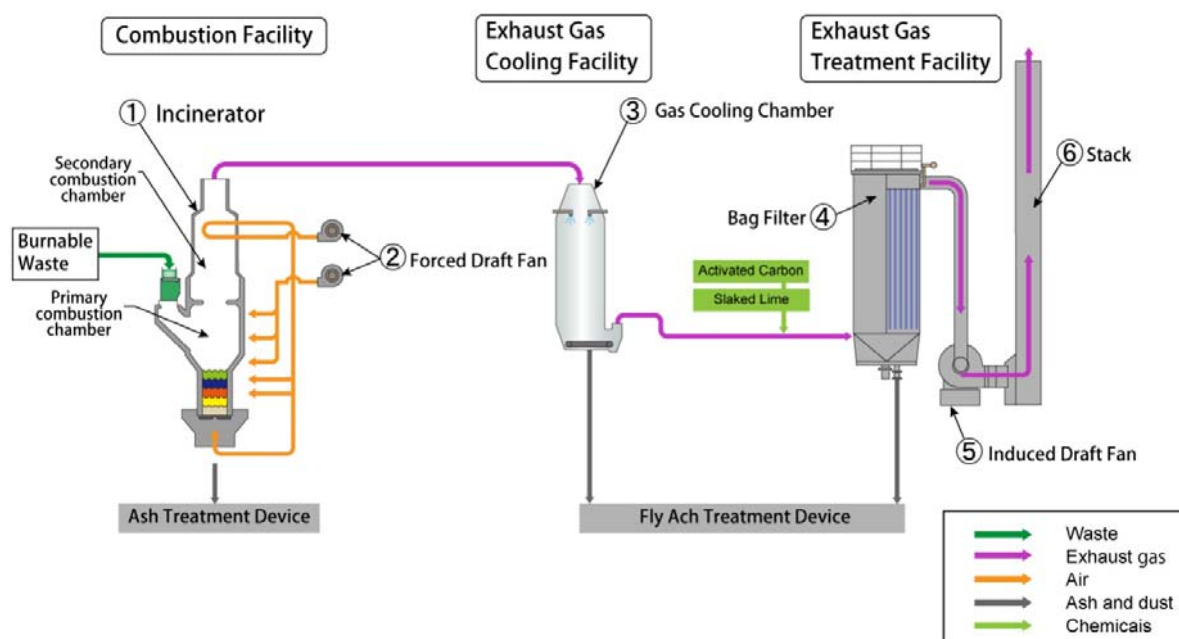 Combustion Facility
Exhaust Gas
Cooling Facility
Exhaust Gas
Treatment Facility
① Incinerator
③ Gas Cooling Chamber
Secondary
combustion
chamber
⑥ Stack
Burnable
Waste
② Forced Draft Fan
Bag Filter ④
Activated Carbon
Slaked Lime
Primary
combustion
chamber
⑤ Induced Draft Fan
Ash Treatment Device
Fly Ach Treatment Device
Waste
Exhaust gas
Air
Ash and dust
Chemicais